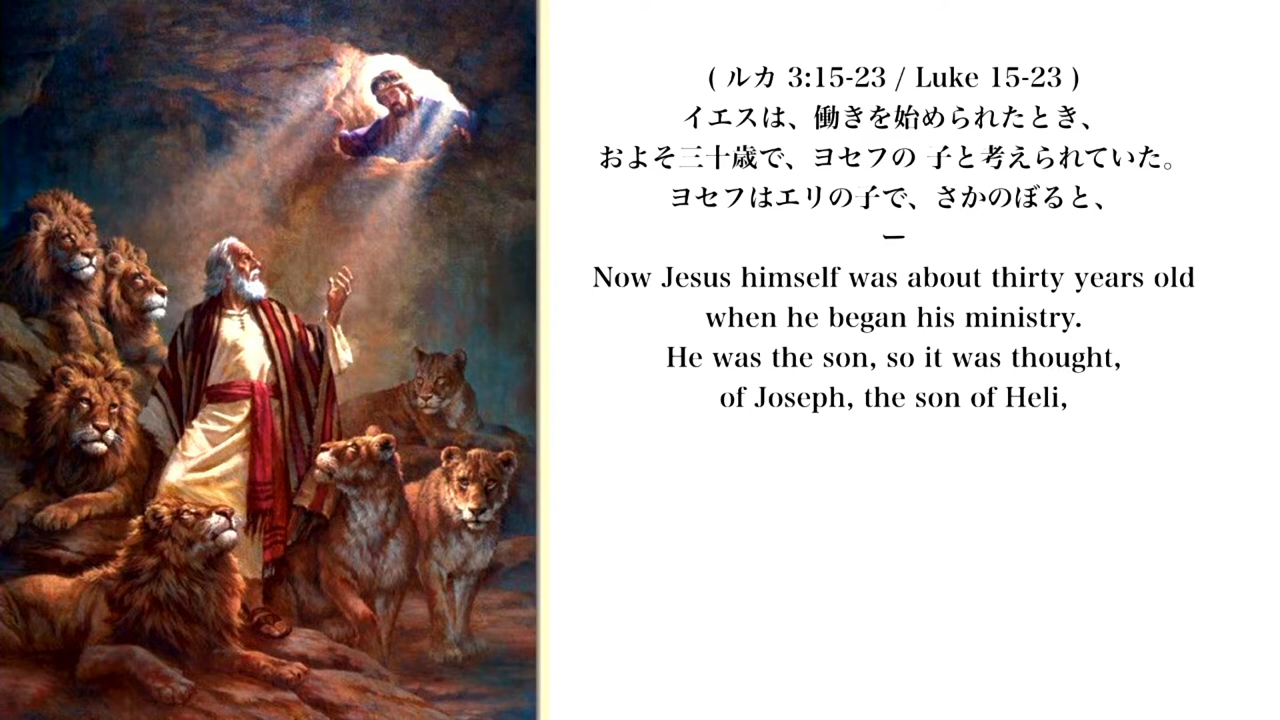 ( ルカ 3:15-23 / Luke 15-23 )
イエスは、働きを始められたとき、
およそ三十歳で、ヨセフの 子と考えられていた。
ヨセフはエリの子で、さかのぼると、
ー
Now Jesus himself was about thirty years old
when he began his ministry.
He was the son, so it was thought,
of Joseph, the son of Heli,